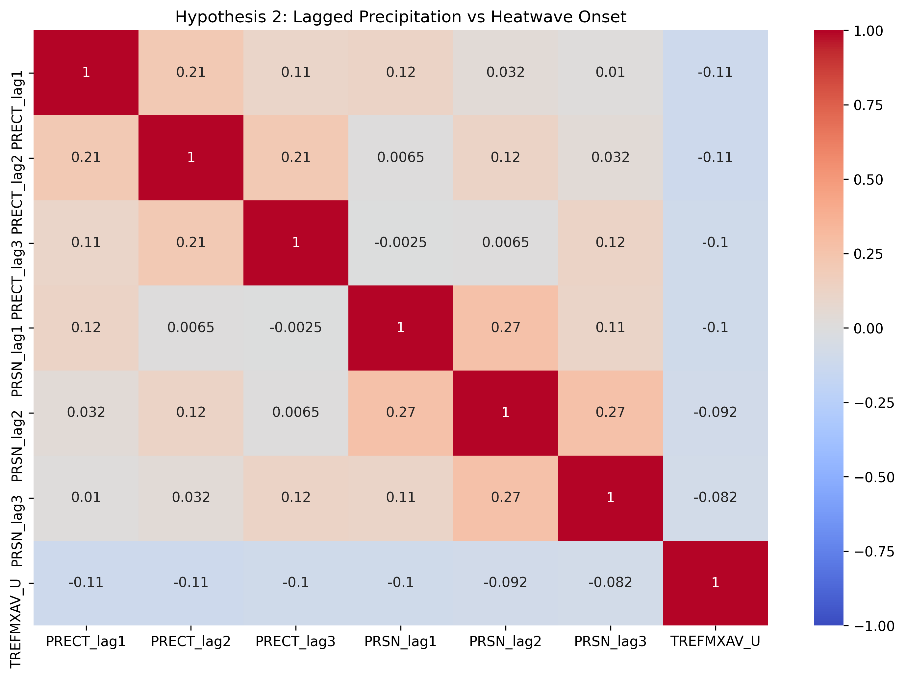 Hypothesis 2: Lagged Precipitation vs Heatwave Onset
PRECT_lag1 1 0.21 0.11 0.12 0.032 0.01 -0.11
PRECT_lag2 0.21 1 0.21 0.0065 0.12 0.032 -0.11
PRECT_lag3 0.11 0.21 1 -0.0025 0.0065 0.12 -0.1
PRSN_lag1 0.12 0.0065 -0.0025 1 0.27 0.11 -0.1
PRSN_lag2 0.032 0.12 0.0065 0.27 1 0.27 -0.092
PRSN_lag3 0.01 0.032 0.12 0.11 0.27 1 -0.082
TREFMXAV_U -0.11 -0.11 -0.1 -0.1 -0.092 -0.082 1
PRECT_lag1 PRECT_lag2 PRECT_lag3 PRSN_lag1 PRSN_lag2 PRSN_lag3 TREFMXAV_U
1.00
0.75
0.50
0.25
0.00
−0.25
−0.50
−0.75
−1.00